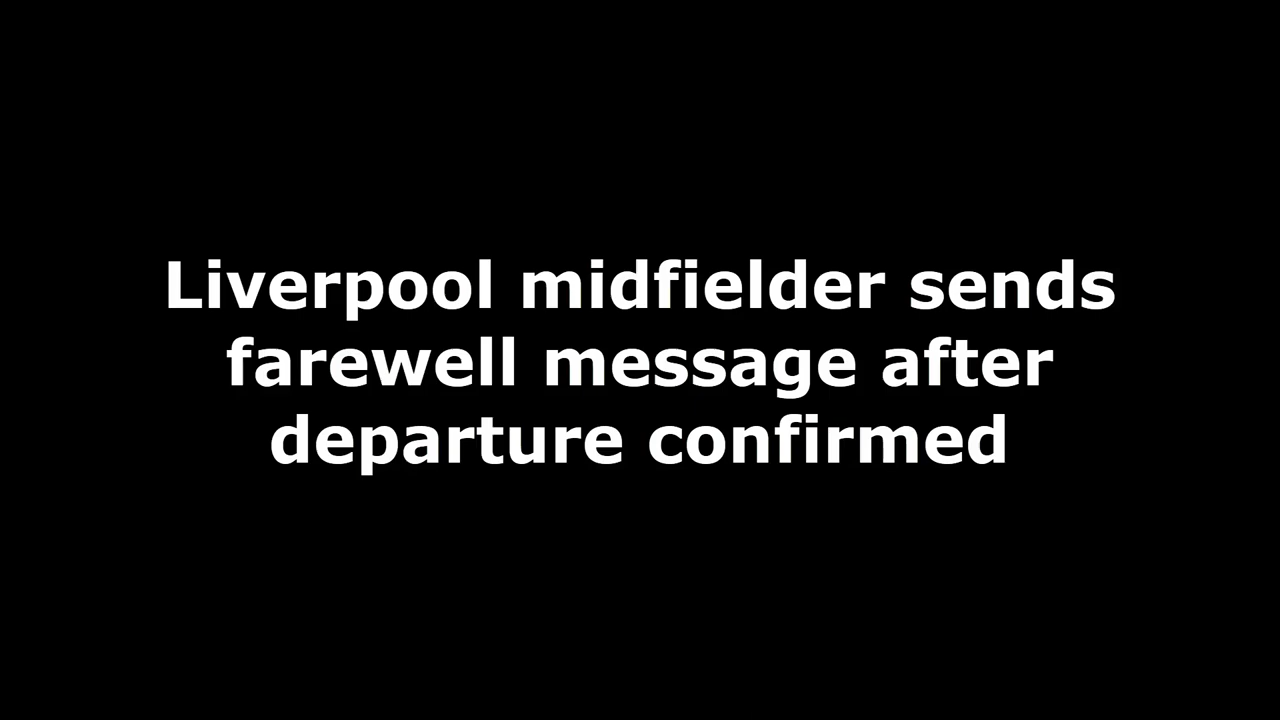 Liverpool midfielder sends
farewell message after
departure confirmed